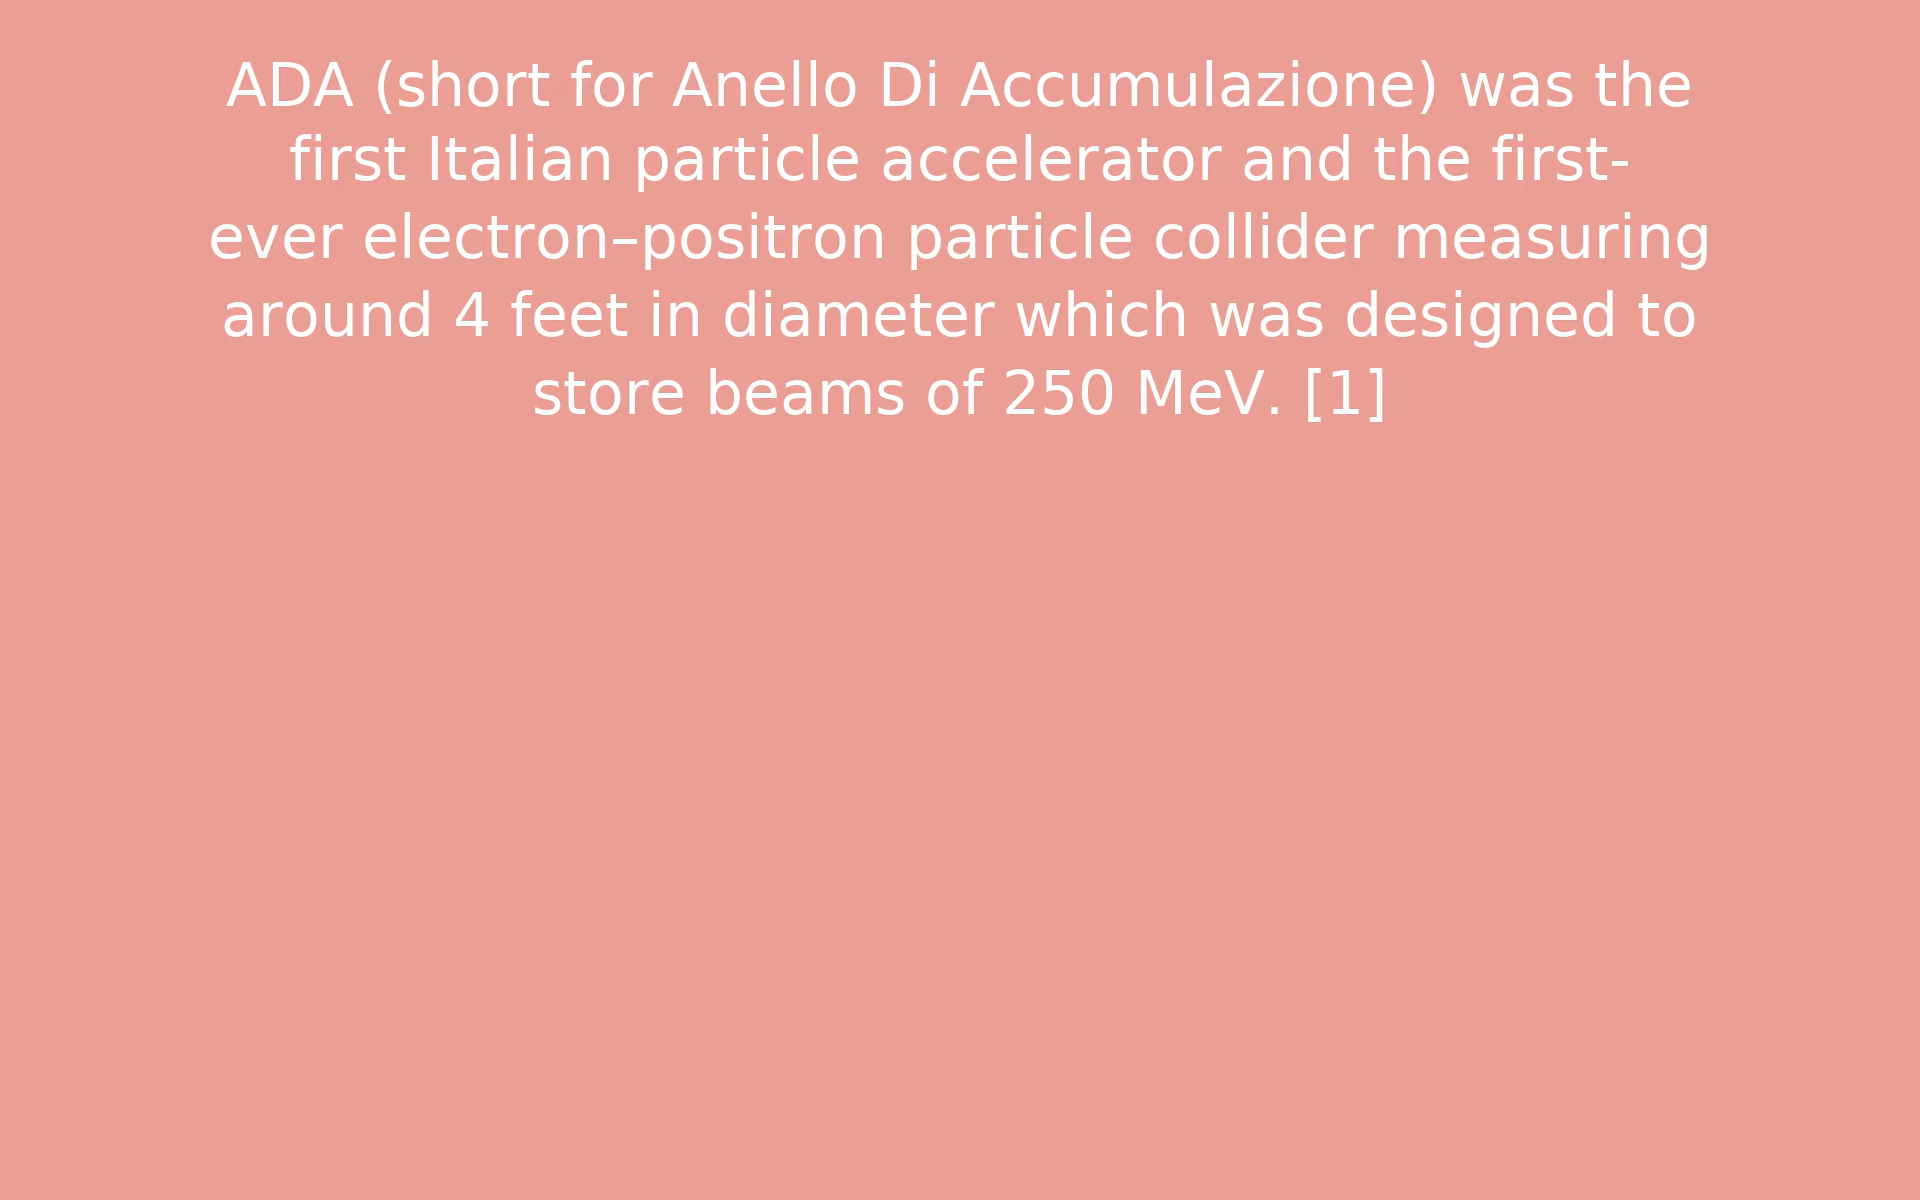 ADA (short for Anello Di Accumulazione) was the
first Italian particle accelerator and the first-
ever electron–positron particle collider measuring
around 4 feet in diameter which was designed to
store beams of 250 MeV. [1]